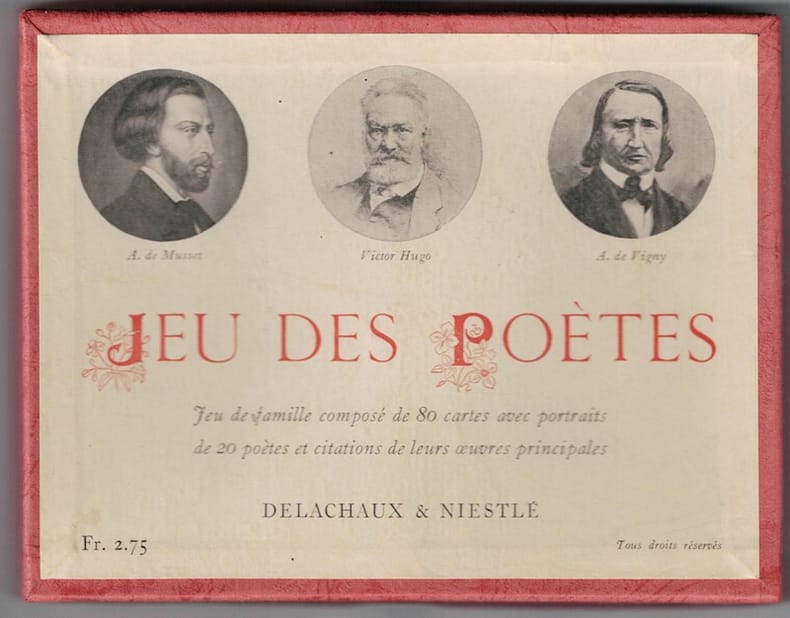 A. de Musset
Victor Hugo
A. de Vigny
JEU DES POÈTES
Jeu de famille composé de 80 cartes avec portraits
de 20 poètes et citations de leurs œuvres principales
DELACHAUX & NIESTLÉ
Fr. 2.75
Tous droits réservés